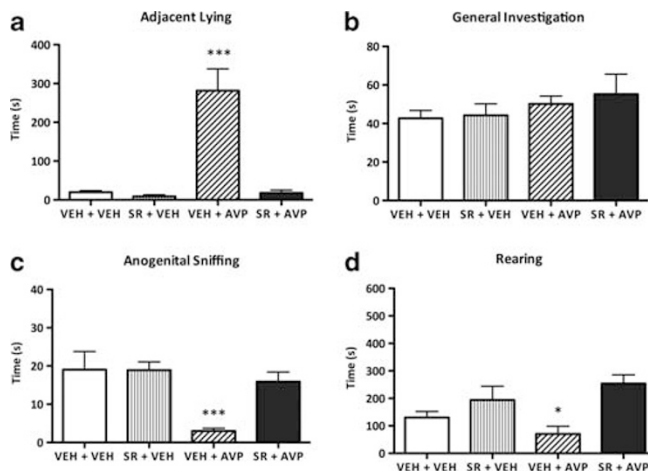 a
Adjacent Lying
Time (s)
400
300
200
100
0
***
VEH + VEH
SR + VEH
VEH + AVP
SR + AVP
b
General Investigation
Time (s)
80
60
40
20
0
VEH + VEH
SR + VEH
VEH + AVP
SR + AVP
c
Anogenital Sniffing
Time (s)
40
30
20
10
0
***
VEH + VEH
SR + VEH
VEH + AVP
SR + AVP
d
Rearing
Time (s)
600
500
400
300
200
100
0
*
VEH + VEH
SR + VEH
VEH + AVP
SR + AVP